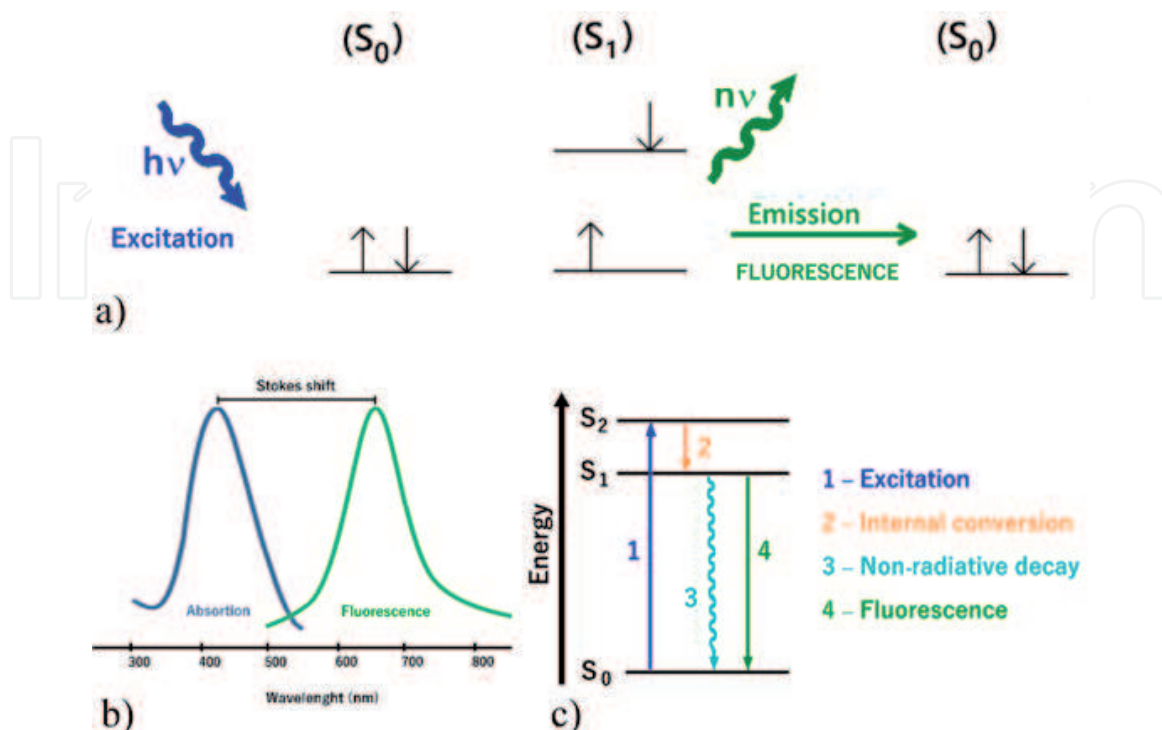 (S₀) (S₁) (S₀)
hν
nν
Excitation
Emission
FLUORESCENCE
a)
Stokes shift
Absortion
Fluorescence
300 400 500 600 700 800
Wavelenght (nm)
b)
Energy
S₂
S₁
S₀
1
2
3
4
1 – Excitation
2 – Internal conversion
3 – Non-radiative decay
4 – Fluorescence
c)